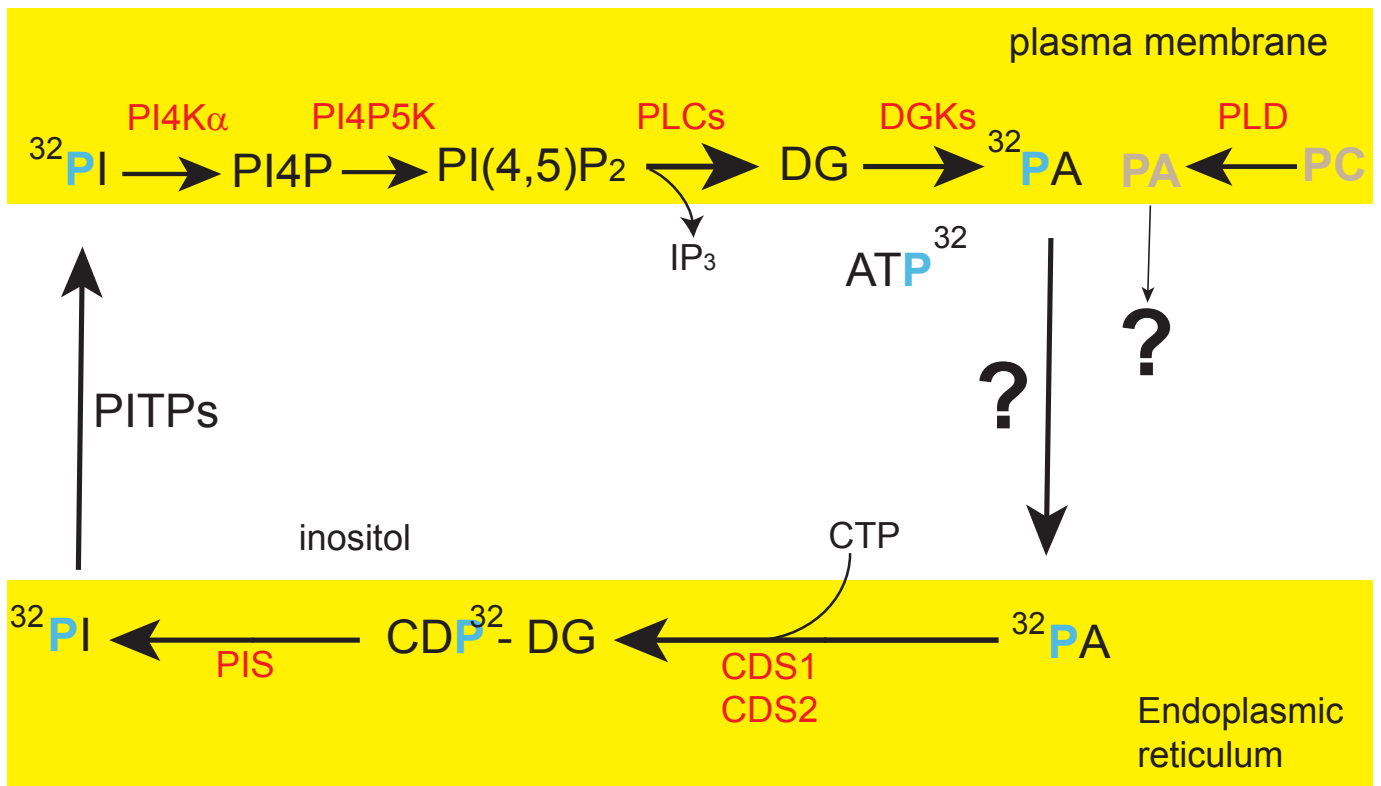 plasma membrane
PI4Kα PI4P5K PLCs DGKs PLD
32PI PI4P PI(4,5)P2 DG 32PA PA PC
IP3
ATP32
?
?
PITPs
inositol
CTP
32PI CDP32- DG 32PA
PIS
CDS1
CDS2
Endoplasmic
reticulum